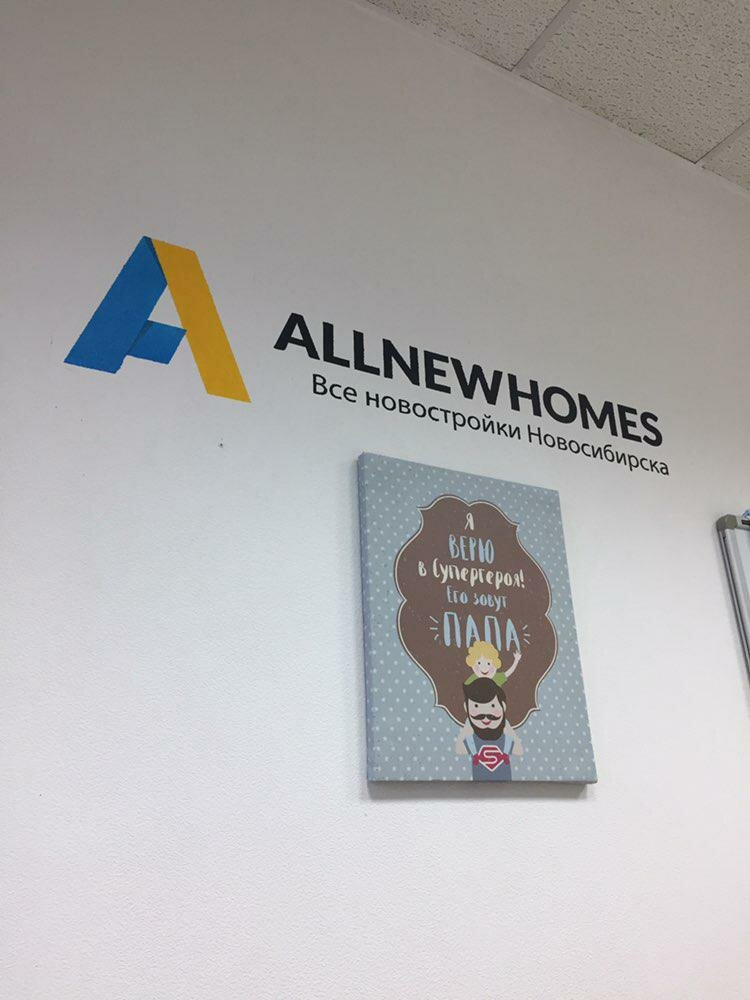 ALLNEWHOMES
Все новостройки Новосибирска
Я
ВЕРЮ
в Супергероя!
Его зовут
ПАПА
S